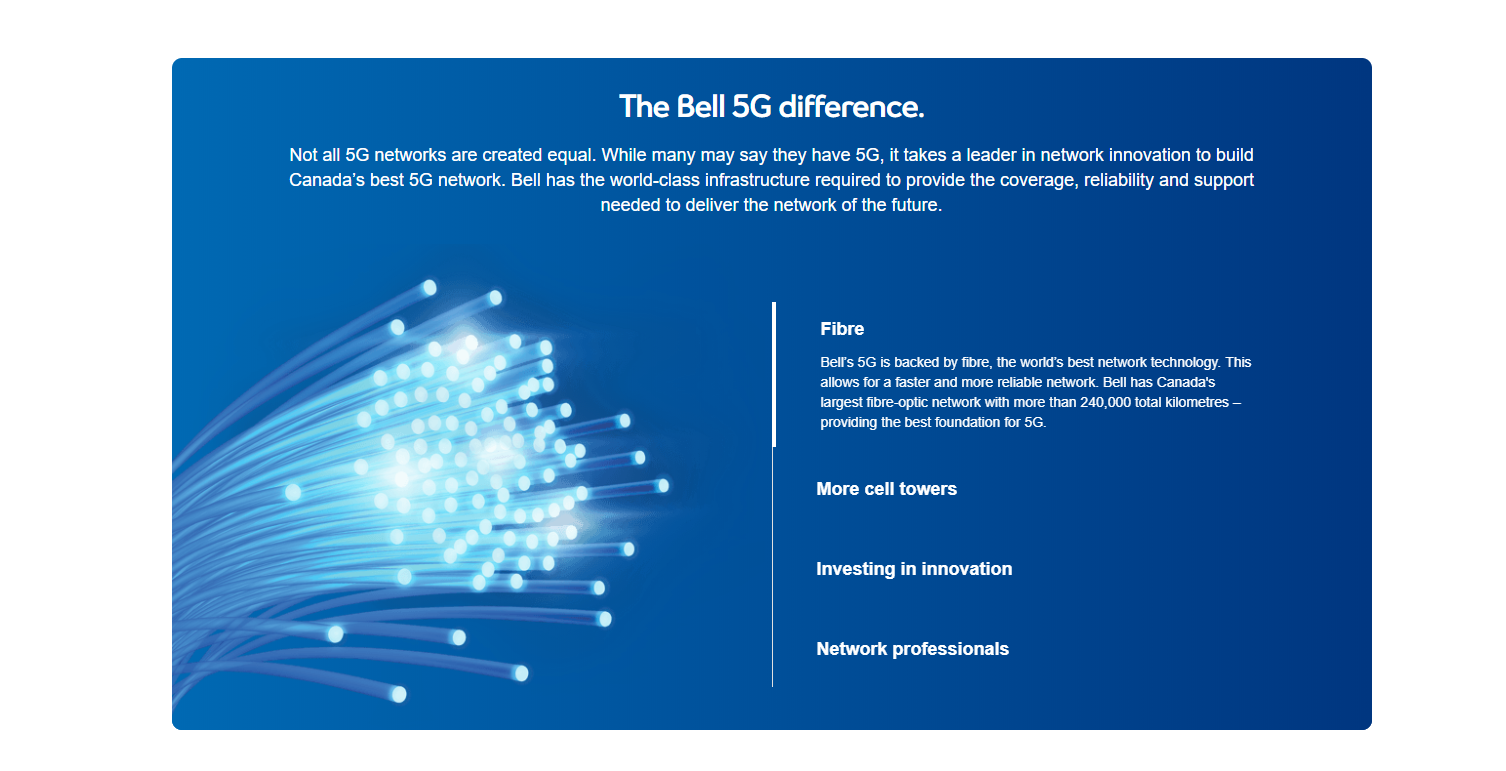 The Bell 5G difference.
Not all 5G networks are created equal. While many may say they have 5G, it takes a leader in network innovation to build
Canada’s best 5G network. Bell has the world-class infrastructure required to provide the coverage, reliability and support
needed to deliver the network of the future.
Fibre
Bell’s 5G is backed by fibre, the world’s best network technology. This
allows for a faster and more reliable network. Bell has Canada's
largest fibre-optic network with more than 240,000 total kilometres –
providing the best foundation for 5G.
More cell towers
Investing in innovation
Network professionals